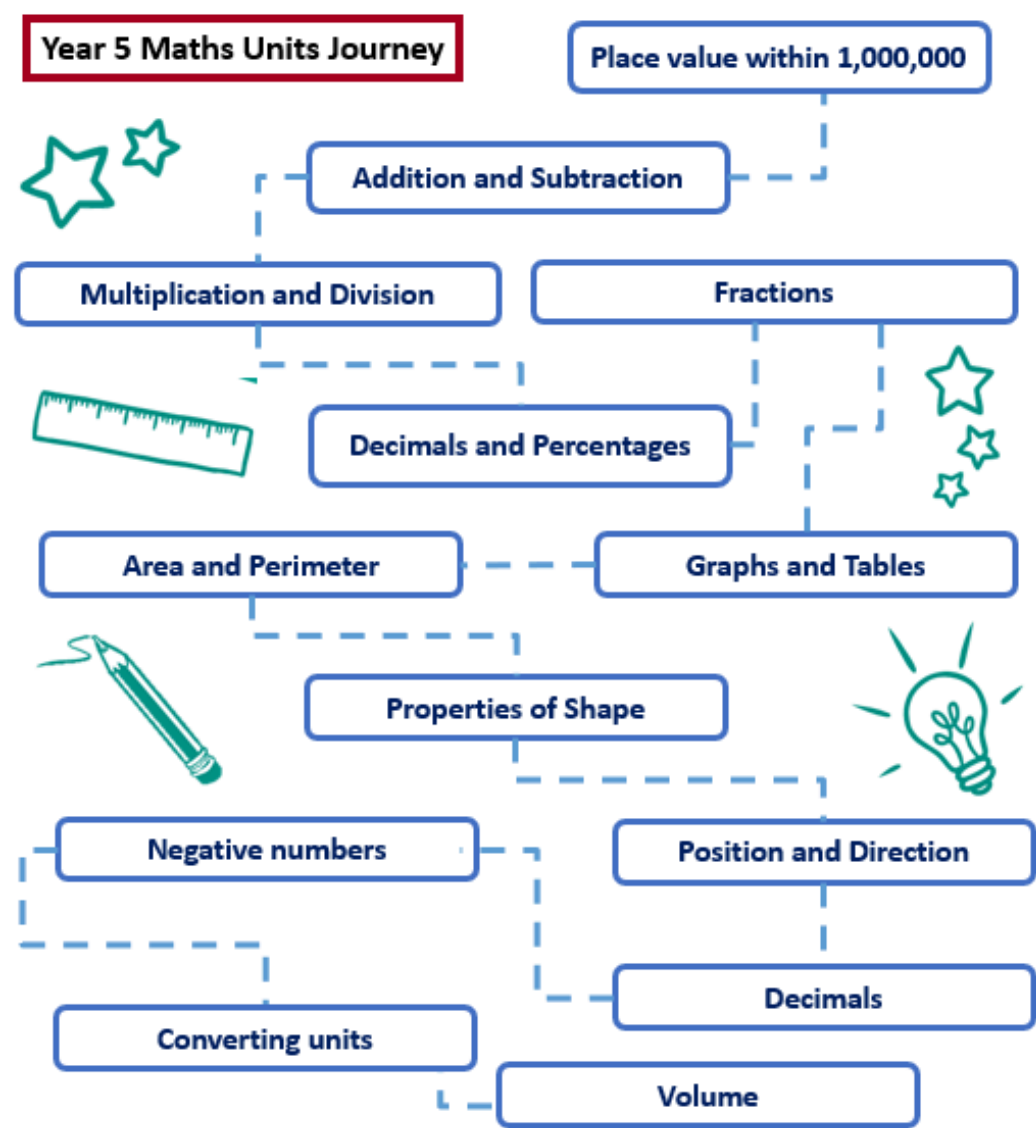 Year 5 Maths Units Journey
Place value within 1,000,000
Addition and Subtraction
Multiplication and Division
Fractions
Decimals and Percentages
Area and Perimeter
Graphs and Tables
Properties of Shape
Negative numbers
Position and Direction
Decimals
Converting units
Volume